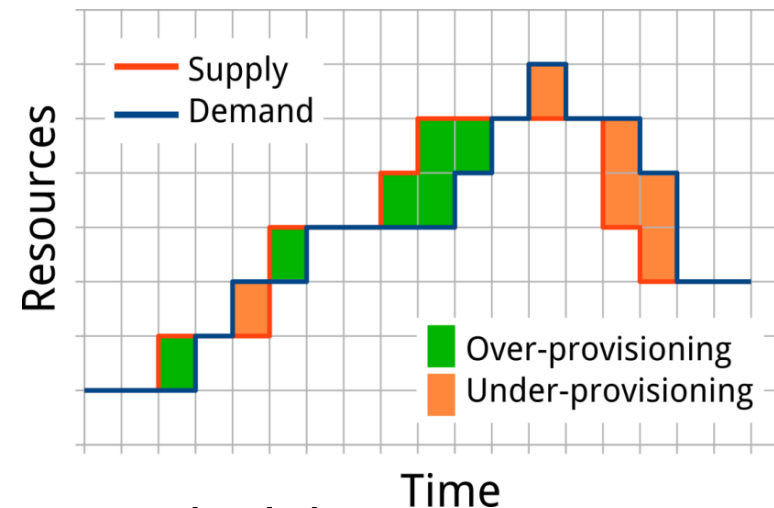 Supply
Demand
Resources
Over-provisioning
Under-provisioning
Time